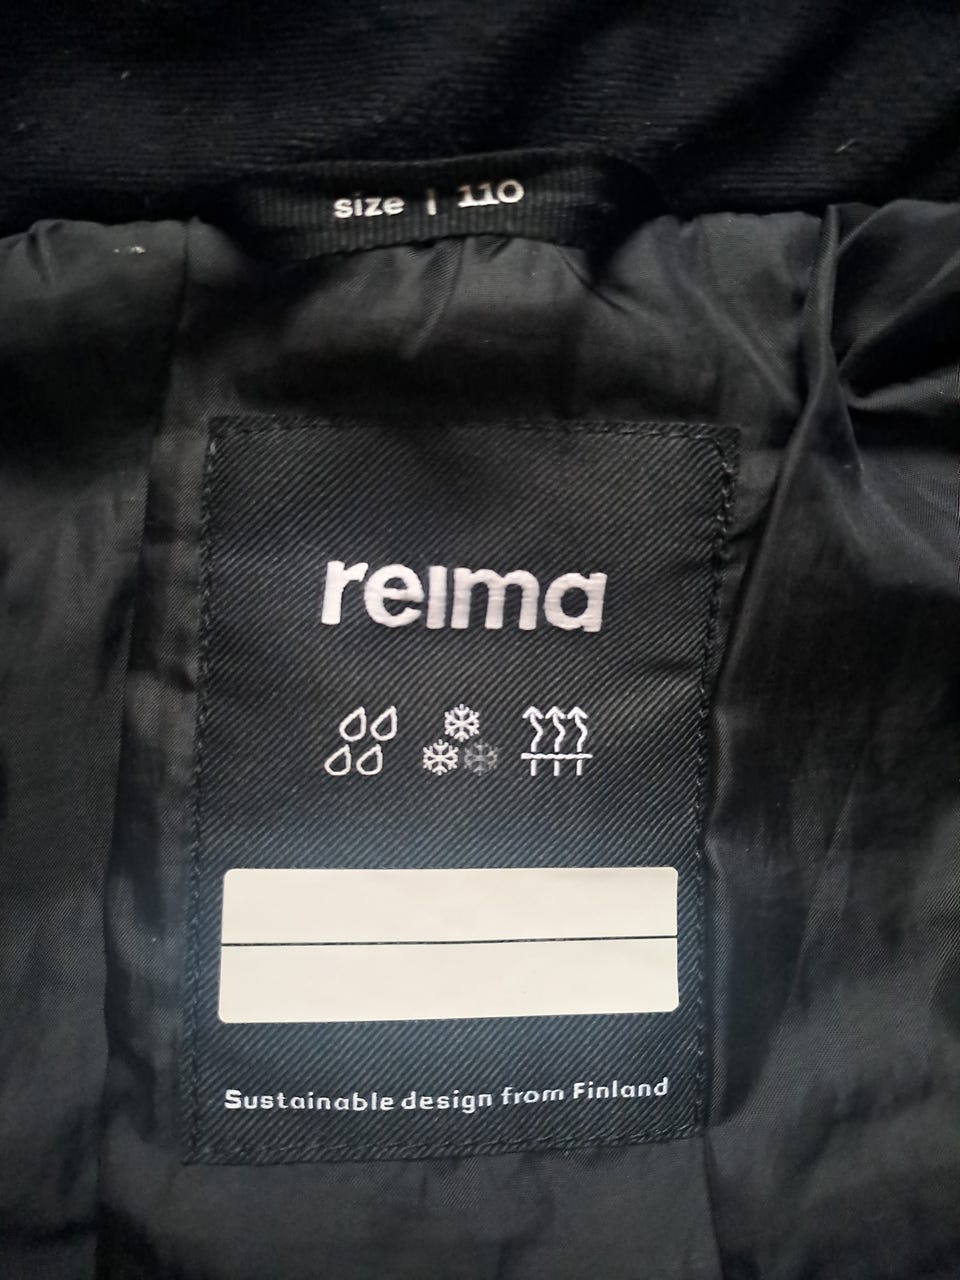 size | 110
reima
Sustainable design from Finland